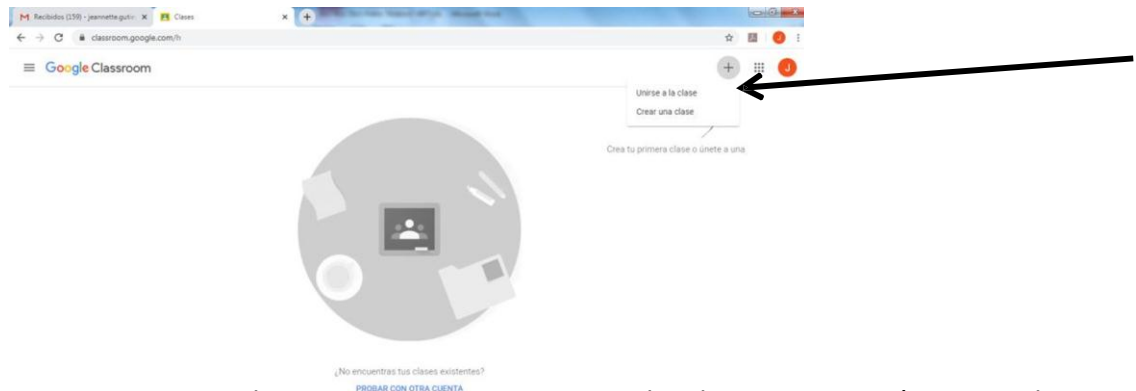 Recibidos (159) - jeannette.gutie
Clases
classroom.google.com/h
Google Classroom
J
Unirse a la clase
Crear una clase
Crea tu primera clase o únete a una
¿No encuentras tus clases existentes?
PROBAR CON OTRA CUENTA